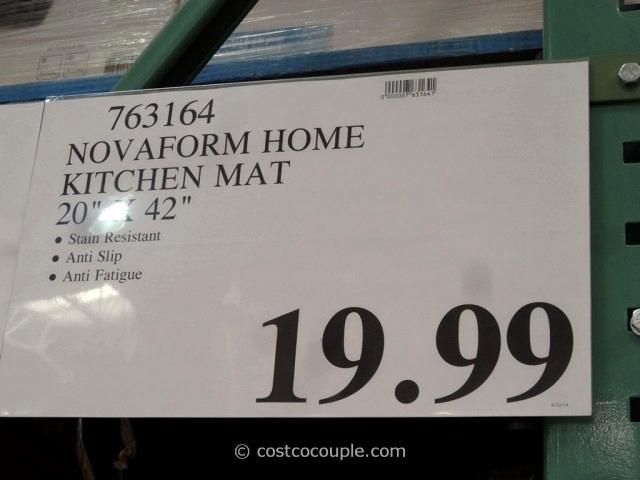 763164
NOVAFORM HOME
KITCHEN MAT
20" X 42"
• Stain Resistant
• Anti Slip
• Anti Fatigue
19.99
© costcocouple.com